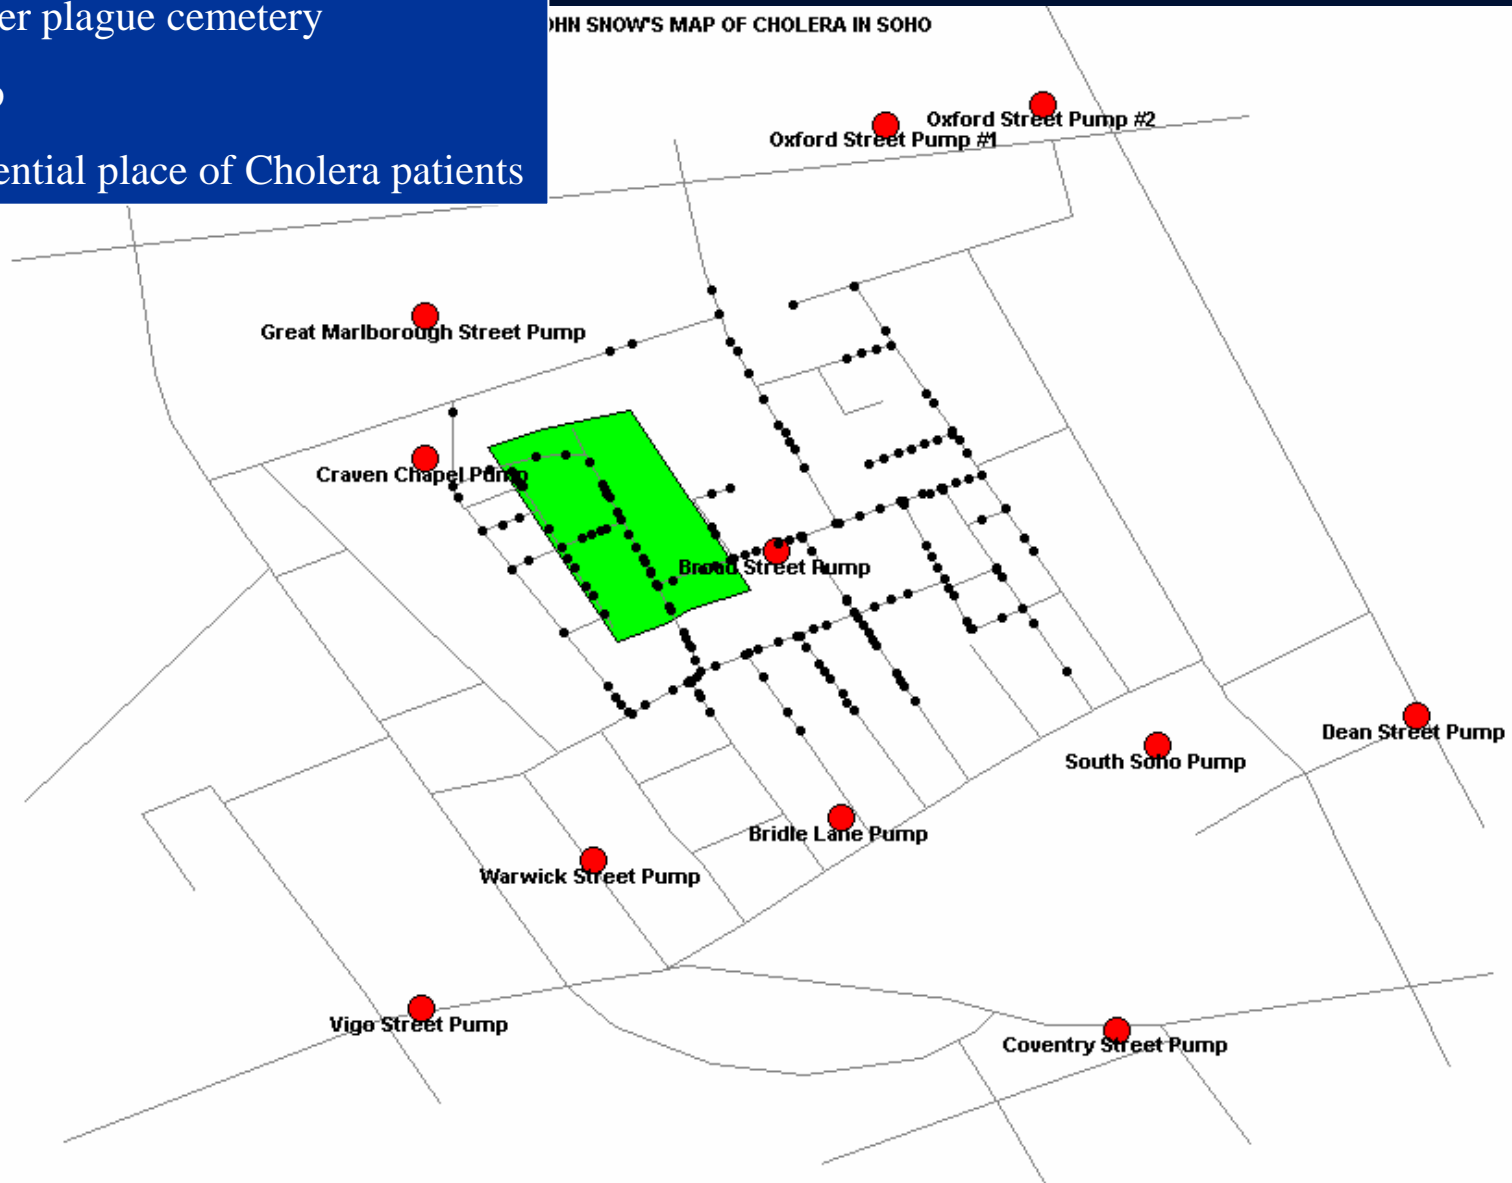 er plague cemetery
ential place of Cholera patients
OHN SNOW'S MAP OF CHOLERA IN SOHO
Oxford Street Pump #2
Oxford Street Pump #1
Great Marlborough Street Pump
Craven Chapel Pump
Broad Street Pump
Dean Street Pump
South Soho Pump
Bridle Lane Pump
Warwick Street Pump
Vigo Street Pump
Coventry Street Pump